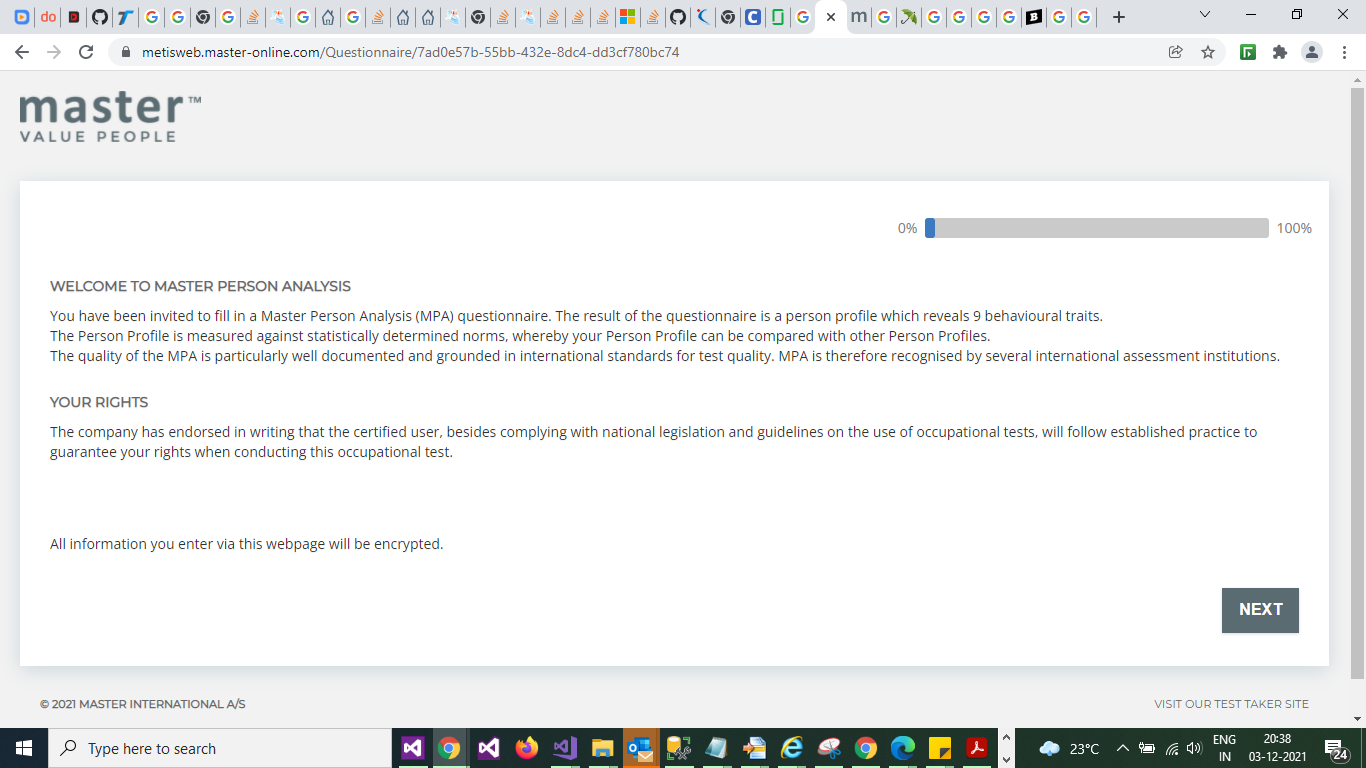 metisweb.master-online.com/Questionnaire/7ad0e57b-55bb-432e-8dc4-dd3cf780bc74
master™
VALUE PEOPLE
0% 100%
WELCOME TO MASTER PERSON ANALYSIS
You have been invited to fill in a Master Person Analysis (MPA) questionnaire. The result of the questionnaire is a person profile which reveals 9 behavioural traits.
The Person Profile is measured against statistically determined norms, whereby your Person Profile can be compared with other Person Profiles.
The quality of the MPA is particularly well documented and grounded in international standards for test quality. MPA is therefore recognised by several international assessment institutions.
YOUR RIGHTS
The company has endorsed in writing that the certified user, besides complying with national legislation and guidelines on the use of occupational tests, will follow established practice to
guarantee your rights when conducting this occupational test.
All information you enter via this webpage will be encrypted.
NEXT
© 2021 MASTER INTERNATIONAL A/S VISIT OUR TEST TAKER SITE
Type here to search 23°C ENG 20:38
IN 03-12-2021 24